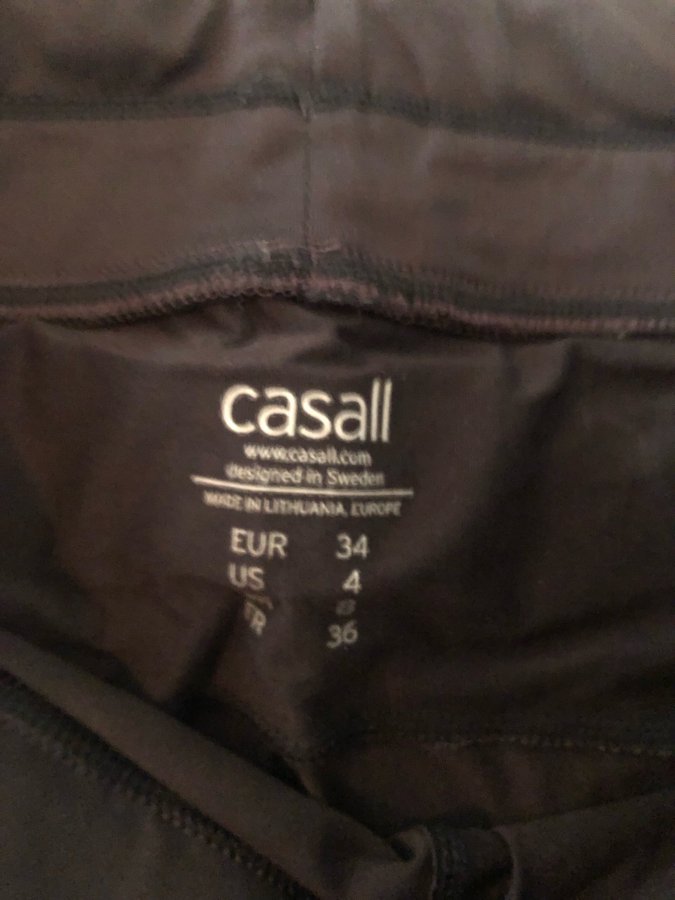 casall
www.casall.com
designed in Sweden
MADE IN LITHUANIA, EUROPE
EUR 34
US 4
36